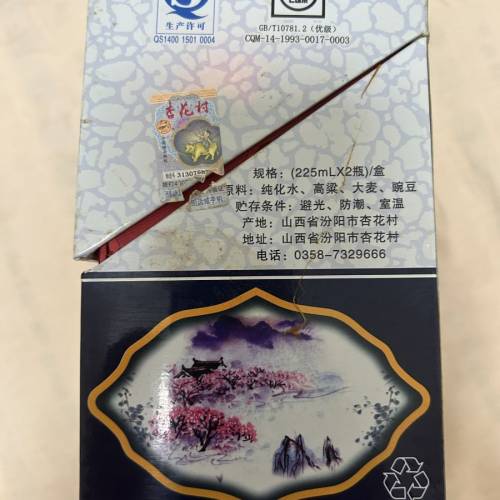 生产许可
QS1400 1501 0004
GB/T10781.2 (优级)
CQM-14-1993-0017-0003
杏花村
规格: (225mLX2瓶)/盒
原料: 纯化水、高粱、大麦、豌豆
贮存条件: 避光、防潮、室温
产地: 山西省汾阳市杏花村
地址: 山西省汾阳市杏花村
电话: 0358-7329666